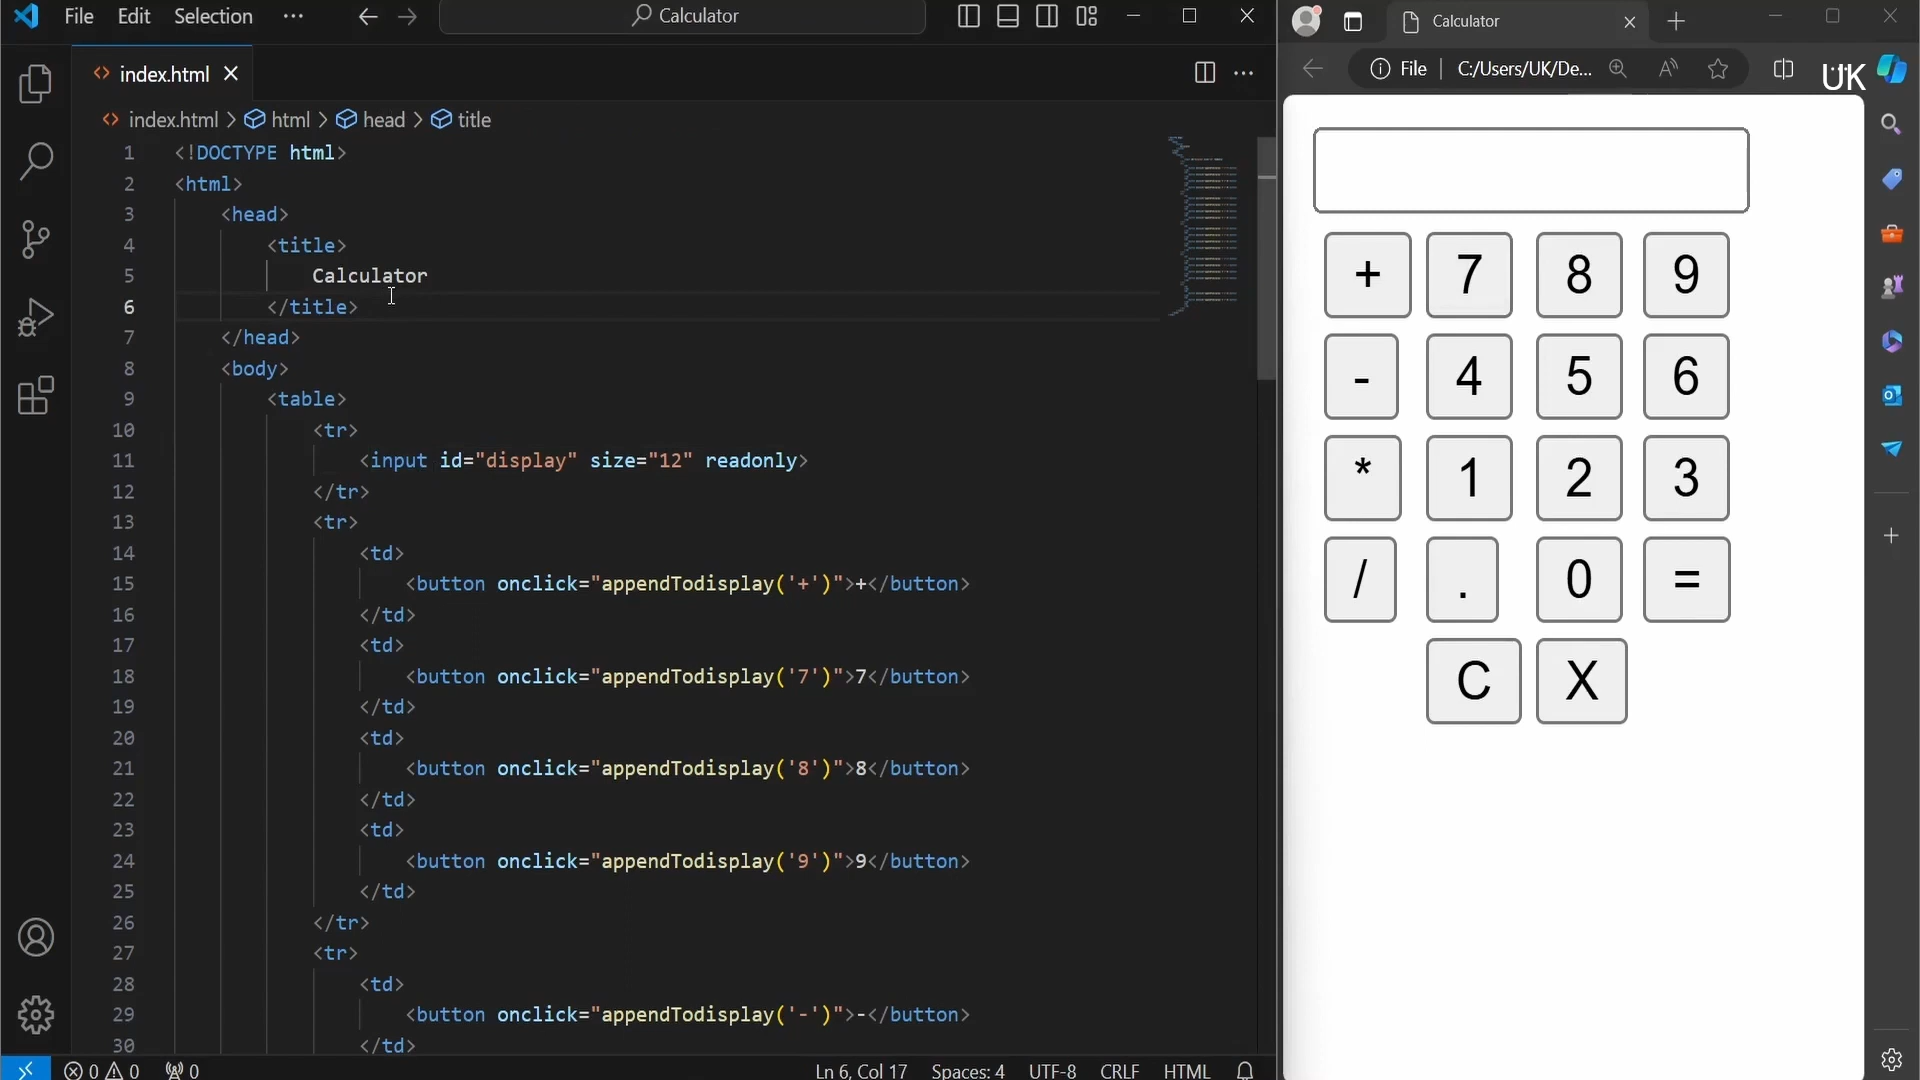 File Edit Selection ··· Calculator
index.html
index.html > html > head > title
1 <!DOCTYPE html>
2 <html>
3 <head>
4 <title>
5 Calculator
6 </title>
7 </head>
8 <body>
9 <table>
10 <tr>
11 <input id="display" size="12" readonly>
12 </tr>
13 <tr>
14 <td>
15 <button onclick="appendTodisplay('+')">+</button>
16 </td>
17 <td>
18 <button onclick="appendTodisplay('7')">7</button>
19 </td>
20 <td>
21 <button onclick="appendTodisplay('8')">8</button>
22 </td>
23 <td>
24 <button onclick="appendTodisplay('9')">9</button>
25 </td>
26 </tr>
27 <tr>
28 <td>
29 <button onclick="appendTodisplay('-')">-</button>
30 </td>
0 0 0 Ln 6, Col 17 Spaces: 4 UTF-8 CRLF HTML
Calculator
File | C:/Users/UK/De...
UK
+ 7 8 9
- 4 5 6
* 1 2 3
/ . 0 =
C X